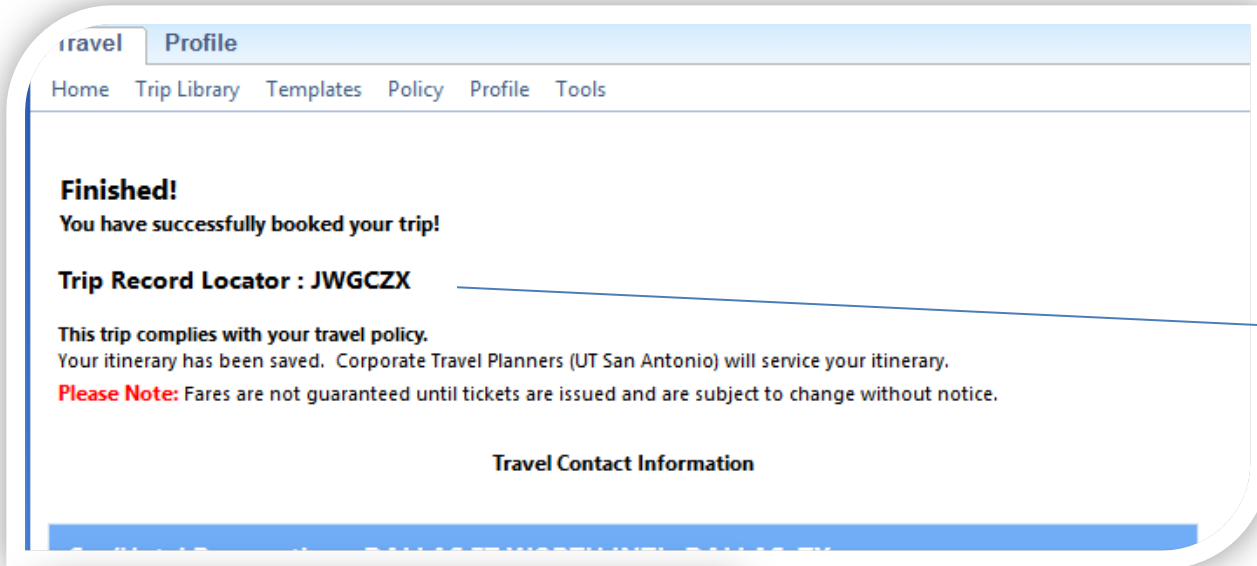 Travel Profile
Home Trip Library Templates Policy Profile Tools
Finished!
You have successfully booked your trip!
Trip Record Locator : JWGCZX
This trip complies with your travel policy.
Your itinerary has been saved. Corporate Travel Planners (UT San Antonio) will service your itinerary.
Please Note: Fares are not guaranteed until tickets are issued and are subject to change without notice.
Travel Contact Information